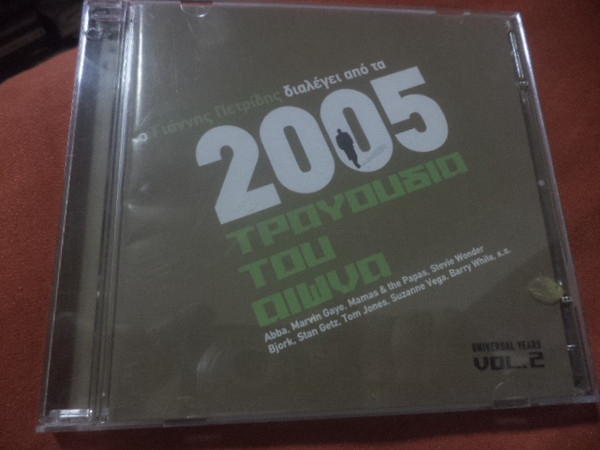 ο Γιάννης Πετρίδης διαλέγει από τα
2005
τραγουδια
του
αιωνα
Abba, Marvin Gaye, Mamas & the Papas, Stevie Wonder
Bjork, Stan Getz, Tom Jones, Suzanne Vega, Barry White, κ.α.
UNIVERSAL YEARS
VOL.2